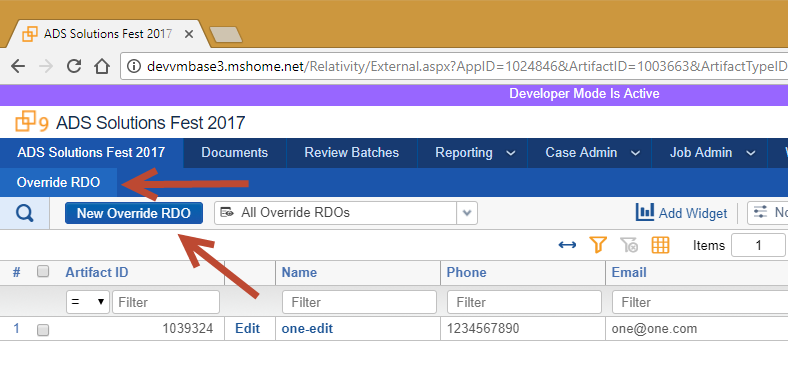 ADS Solutions Fest 2017
devvmbase3.mshome.net/Relativity/External.aspx?AppID=1024846&ArtifactID=1003663&ArtifactTypeID
Developer Mode Is Active
9 ADS Solutions Fest 2017
ADS Solutions Fest 2017 Documents Review Batches Reporting Case Admin Job Admin
Override RDO
New Override RDO All Override RDOs Add Widget No
Items 1
# Artifact ID Name Phone Email
= Filter Filter Filter Filter
1 1039324 Edit one-edit 1234567890 one@one.com